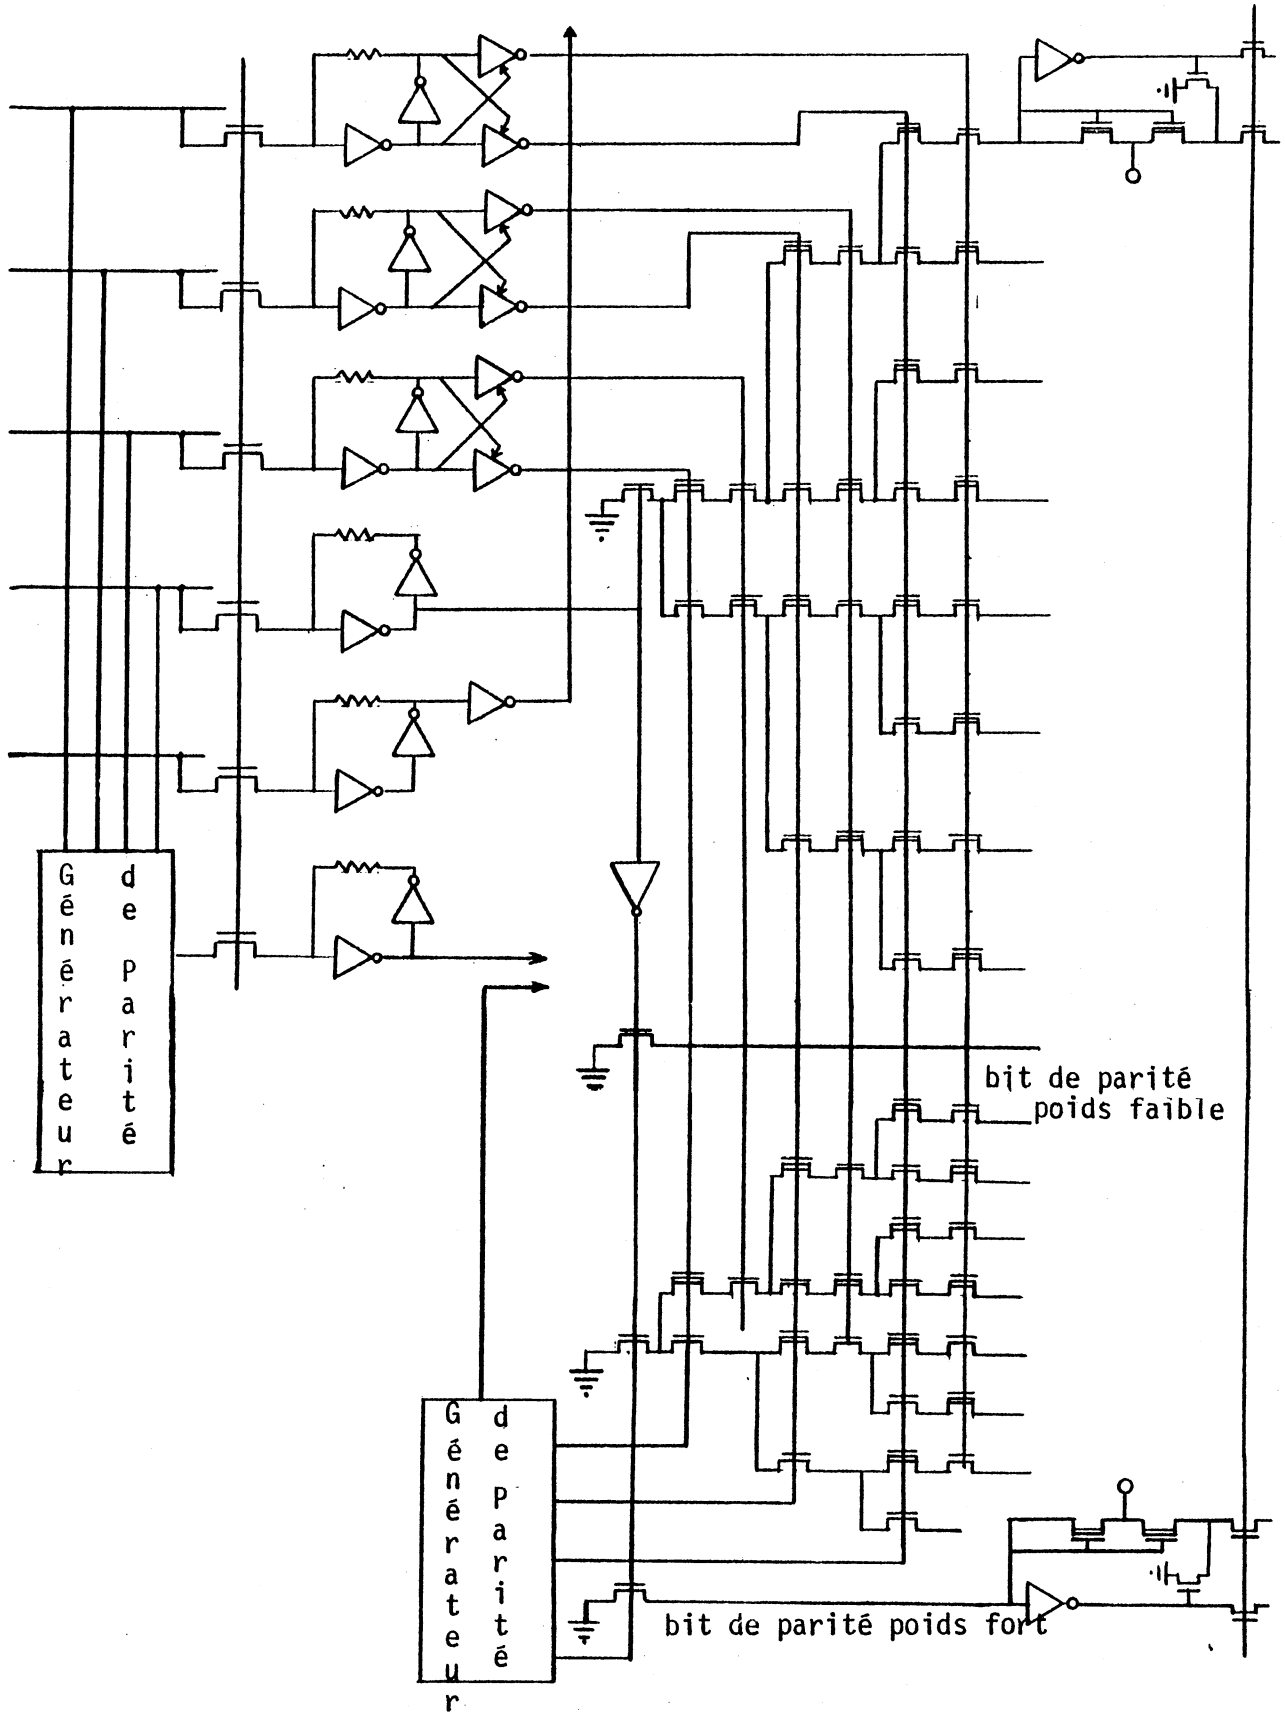 Générateur
de Parité
bit de parité
poids faible
Générateur
de Parité
bit de parité poids fort